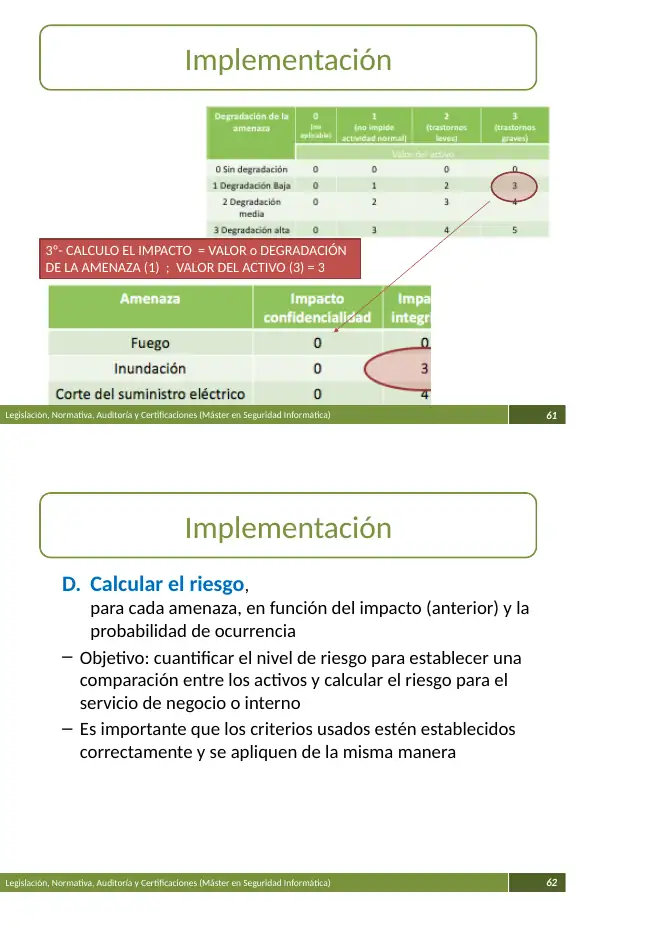 Implementación
Degradación de la amenaza 0 (no aplicable) 1 (no impide actividad normal) 2 (trastornos leves) 3 (trastornos graves)
Valor del activo
0 Sin degradación 0 0 0 0
1 Degradación Baja 0 1 2 3
2 Degradación media 0 2 3 4
3 Degradación alta 0 3 4 5
3º- CALCULO EL IMPACTO = VALOR o DEGRADACIÓN
DE LA AMENAZA (1) ; VALOR DEL ACTIVO (3) = 3
Amenaza Impacto confidencialidad Impa integri
Fuego 0 0
Inundación 0 3
Corte del suministro eléctrico 0 4
Legislación, Normativa, Auditoría y Certificaciones (Máster en Seguridad Informática) 61
Implementación
D. Calcular el riesgo,
para cada amenaza, en función del impacto (anterior) y la
probabilidad de ocurrencia
– Objetivo: cuantificar el nivel de riesgo para establecer una
comparación entre los activos y calcular el riesgo para el
servicio de negocio o interno
– Es importante que los criterios usados estén establecidos
correctamente y se apliquen de la misma manera
Legislación, Normativa, Auditoría y Certificaciones (Máster en Seguridad Informática) 62